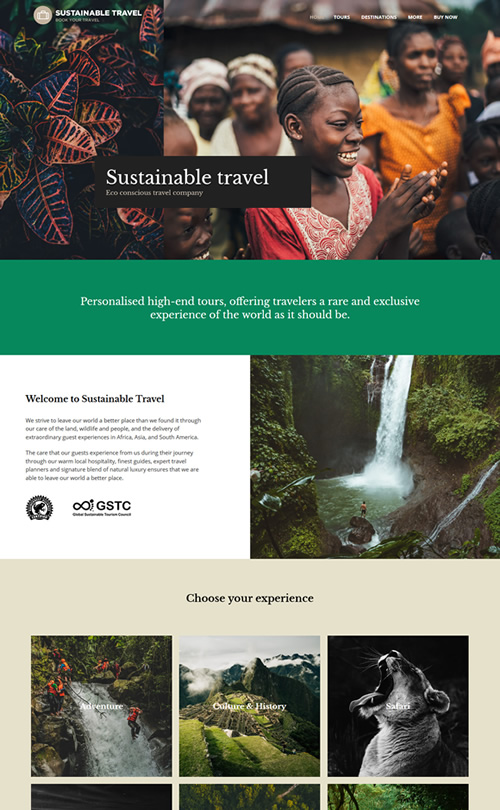 SUSTAINABLE TRAVEL
BOOK YOUR TRAVEL
HOME TOURS DESTINATIONS MORE BUY NOW
Sustainable travel
Eco conscious travel company
Personalised high-end tours, offering travelers a rare and exclusive
experience of the world as it should be.
Welcome to Sustainable Travel
We strive to leave our world a better place than we found it through
our care of the land, wildlife and people, and the delivery of
extraordinary guest experiences in Africa, Asia, and South America.
The care that our guests experience from us during their journey
through our warm local hospitality, finest guides, expert travel
planners and signature blend of natural luxury ensures that we are
able to leave our world a better place.
GSTC
Global Sustainable Tourism Council
Choose your experience
Adventure
Culture & History
Safari